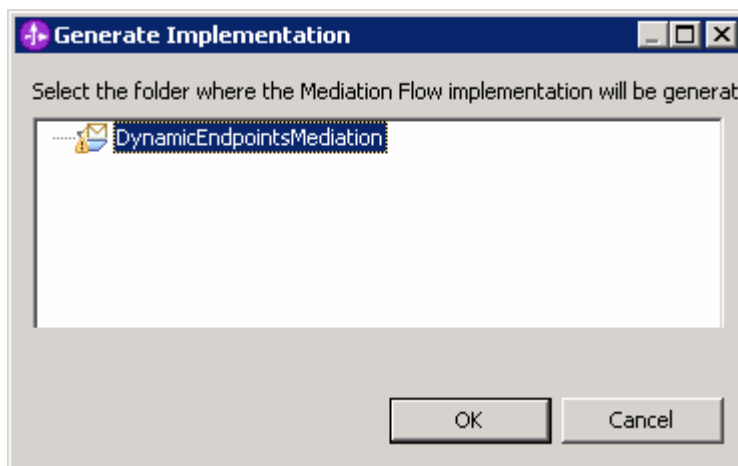 Generate Implementation
Select the folder where the Mediation Flow implementation will be generat
DynamicEndpointsMediation
OK
Cancel